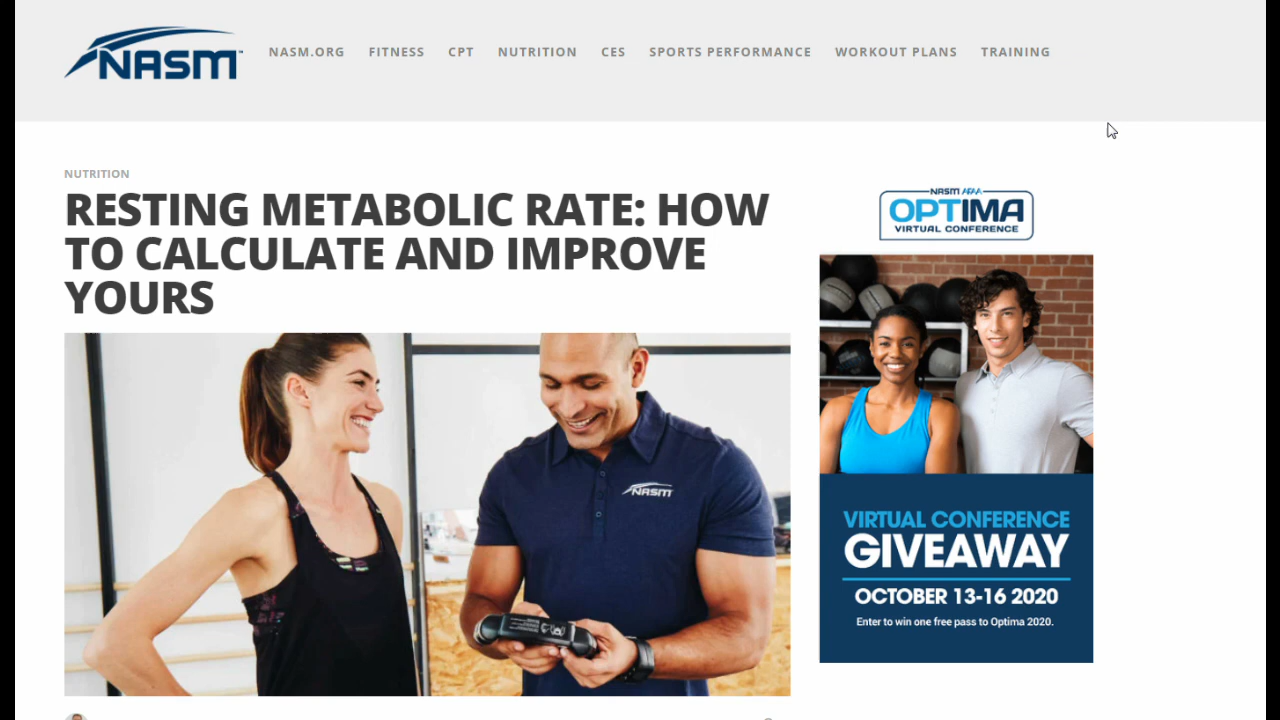 NASM
NASM.ORG FITNESS CPT NUTRITION CES SPORTS PERFORMANCE WORKOUT PLANS TRAINING
NUTRITION
RESTING METABOLIC RATE: HOW
TO CALCULATE AND IMPROVE
YOURS
NASM
NASM AFAA
OPTIMA
VIRTUAL CONFERENCE
VIRTUAL CONFERENCE
GIVEAWAY
OCTOBER 13-16 2020
Enter to win one free pass to Optima 2020.